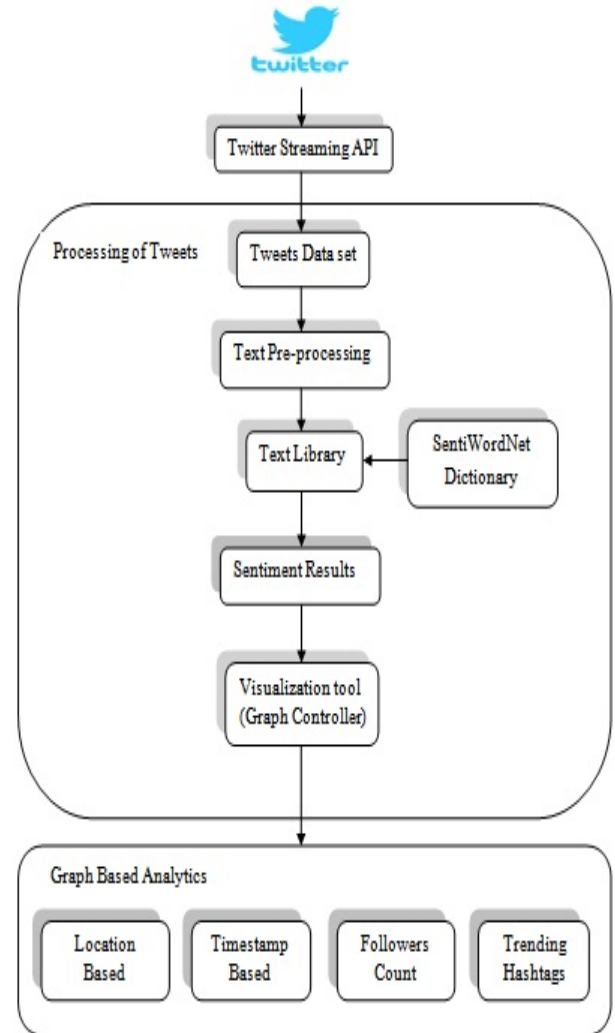 twitter
Twitter Streaming API
Processing of Tweets
Tweets Data set
Text Pre-processing
Text Library
SentiWordNet
Dictionary
Sentiment Results
Visualization tool
(Graph Controller)
Graph Based Analytics
Location
Based
Timestamp
Based
Followers
Count
Trending
Hashtags